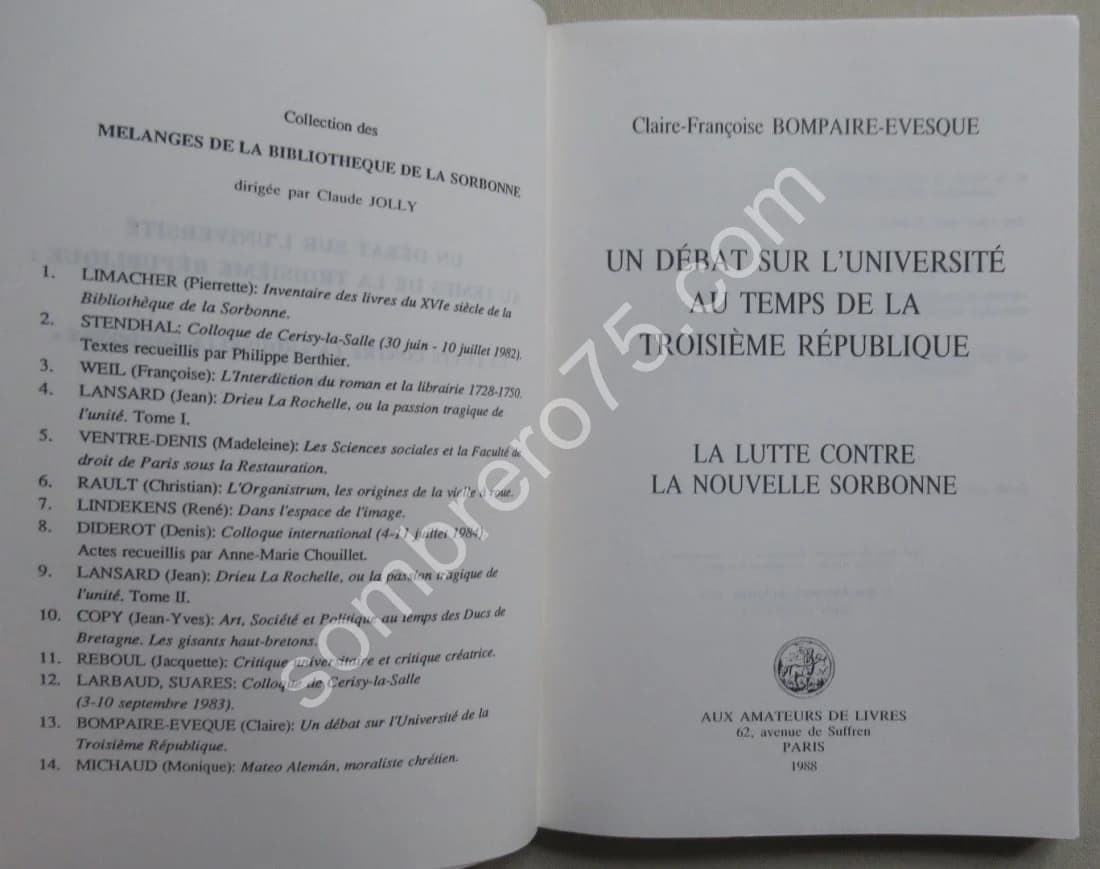 Collection des
MELANGES DE LA BIBLIOTHEQUE DE LA SORBONNE
dirigée par Claude JOLLY
1. LIMACHER (Pierrette): Inventaire des livres du XVIe siècle de la
Bibliothèque de la Sorbonne.
2. STENDHAL: Colloque de Cerisy-la-Salle (30 juin - 10 juillet 1982).
Textes recueillis par Philippe Berthier.
3. WEIL (Françoise): L'Interdiction du roman et la librairie 1728-1750.
4. LANSARD (Jean): Drieu La Rochelle, ou la passion tragique de
l'unité. Tome I.
5. VENTRE-DENIS (Madeleine): Les Sciences sociales et la Faculté de
droit de Paris sous la Restauration.
6. RAULT (Christian): L'Organistrum, les origines de la vielle à roue.
7. LINDEKENS (René): Dans l'espace de l'image.
8. DIDEROT (Denis): Colloque international (4-11 juillet 1984)
Actes recueillis par Anne-Marie Chouillet.
9. LANSARD (Jean): Drieu La Rochelle, ou la passion tragique de
l'unité. Tome II.
10. COPY (Jean-Yves): Art, Société et Politique au temps des Ducs de
Bretagne. Les gisants haut-bretons.
11. REBOUL (Jacquette): Critique universitaire et critique créatrice.
12. LARBAUD, SUARES: Colloque de Cerisy-la-Salle
(3-10 septembre 1983).
13. BOMPAIRE-EVEQUE (Claire): Un débat sur l'Université de la
Troisième République.
14. MICHAUD (Monique): Mateo Alemán, moraliste chrétien.
Claire-Françoise BOMPAIRE-EVESQUE
UN DÉBAT SUR L'UNIVERSITÉ
AU TEMPS DE LA
TROISIÈME RÉPUBLIQUE
LA LUTTE CONTRE
LA NOUVELLE SORBONNE
AUX AMATEURS DE LIVRES
62, avenue de Suffren
PARIS
1988
sombrero75.com